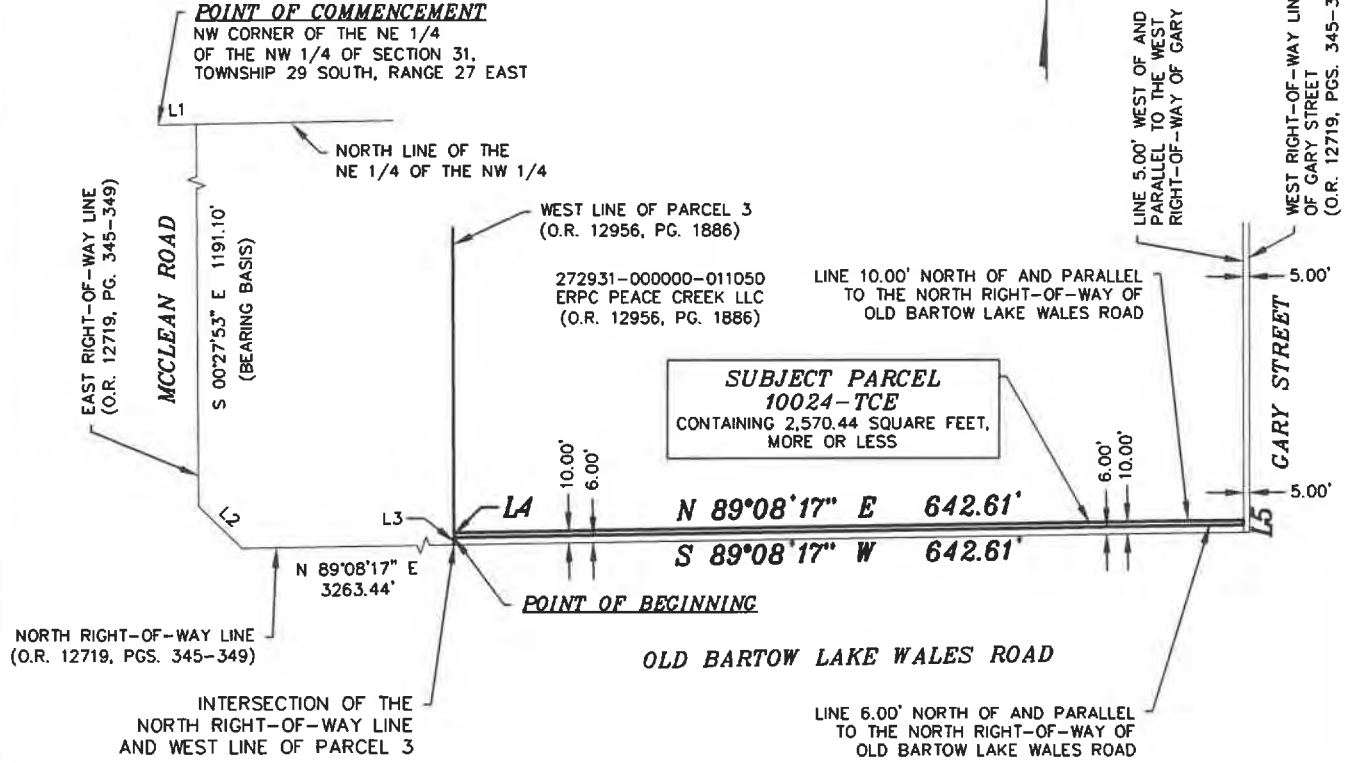 POINT OF COMMENCEMENT
NW CORNER OF THE NE 1/4
OF THE NW 1/4 OF SECTION 31,
TOWNSHIP 29 SOUTH, RANGE 27 EAST
L1
NORTH LINE OF THE
NE 1/4 OF THE NW 1/4
EAST RIGHT-OF-WAY LINE
(O.R. 12719, PG. 345-349)
MCCLEAN ROAD
S 00°27'53" E 1191.10'
(BEARING BASIS)
WEST LINE OF PARCEL 3
(O.R. 12956, PG. 1886)
272931-000000-011050
ERPC PEACE CREEK LLC
(O.R. 12956, PG. 1886)
LINE 10.00' NORTH OF AND PARALLEL
TO THE NORTH RIGHT-OF-WAY OF
OLD BARTOW LAKE WALES ROAD
LINE 5.00' WEST OF AND
PARALLEL TO THE WEST
RIGHT-OF-WAY OF GARY
WEST RIGHT-OF-WAY
OF GARY STREET
(O.R. 12719, PGS.
5.00'
GARY STREET
5.00'
SUBJECT PARCEL
10024-TCE
CONTAINING 2,570.44 SQUARE FEET,
MORE OR LESS
10.00'
6.00'
6.00'
10.00'
L2
L3
L4
N 89°08'17" E 642.61'
S 89°08'17" W 642.61'
L5
N 89°08'17" E
3263.44'
POINT OF BEGINNING
NORTH RIGHT-OF-WAY LINE
(O.R. 12719, PGS. 345-349)
OLD BARTOW LAKE WALES ROAD
INTERSECTION OF THE
NORTH RIGHT-OF-WAY LINE
AND WEST LINE OF PARCEL 3
LINE 6.00' NORTH OF AND PARALLEL
TO THE NORTH RIGHT-OF-WAY OF
OLD BARTOW LAKE WALES ROAD